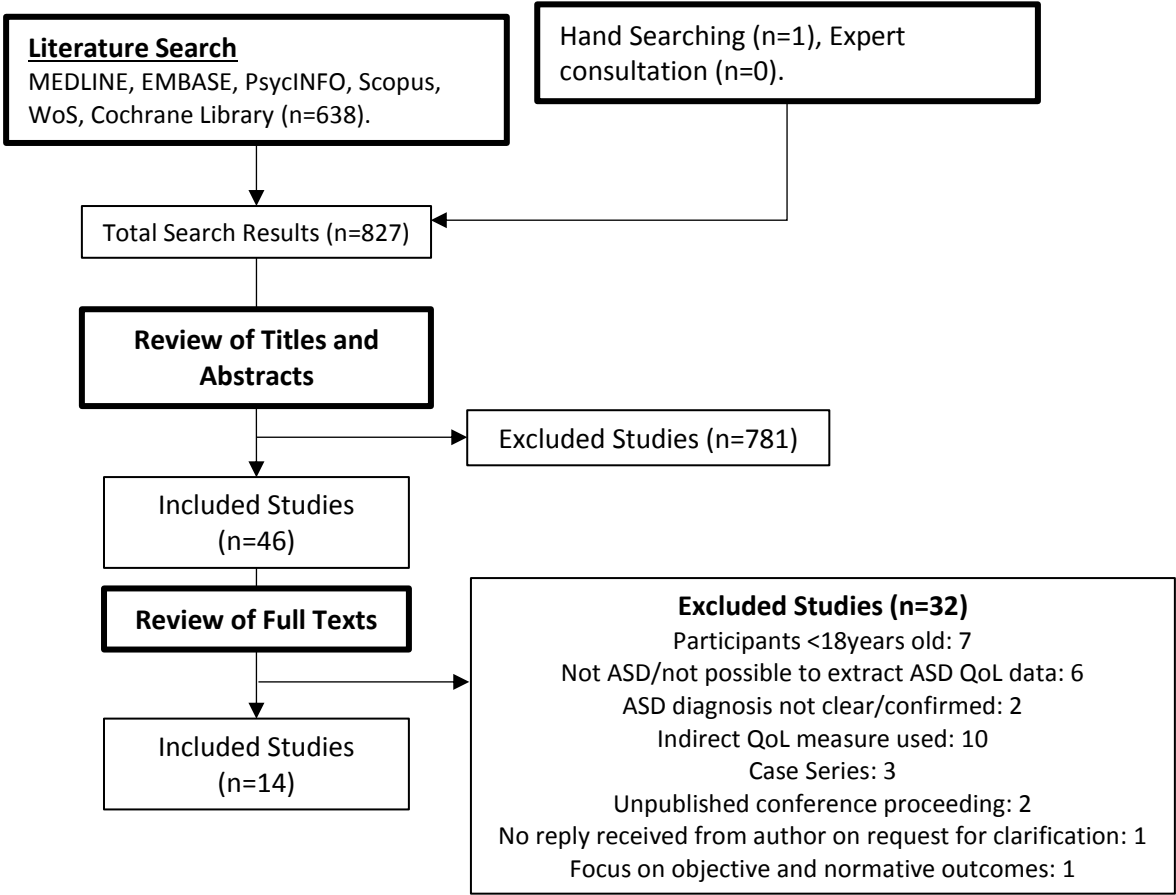 Literature Search
MEDLINE, EMBASE, PsycINFO, Scopus,
WoS, Cochrane Library (n=638).
Hand Searching (n=1), Expert
consultation (n=0).
Total Search Results (n=827)
Review of Titles and
Abstracts
Excluded Studies (n=781)
Included Studies
(n=46)
Review of Full Texts
Excluded Studies (n=32)
Participants <18years old: 7
Not ASD/not possible to extract ASD QoL data: 6
ASD diagnosis not clear/confirmed: 2
Indirect QoL measure used: 10
Case Series: 3
Unpublished conference proceeding: 2
No reply received from author on request for clarification: 1
Focus on objective and normative outcomes: 1
Included Studies
(n=14)